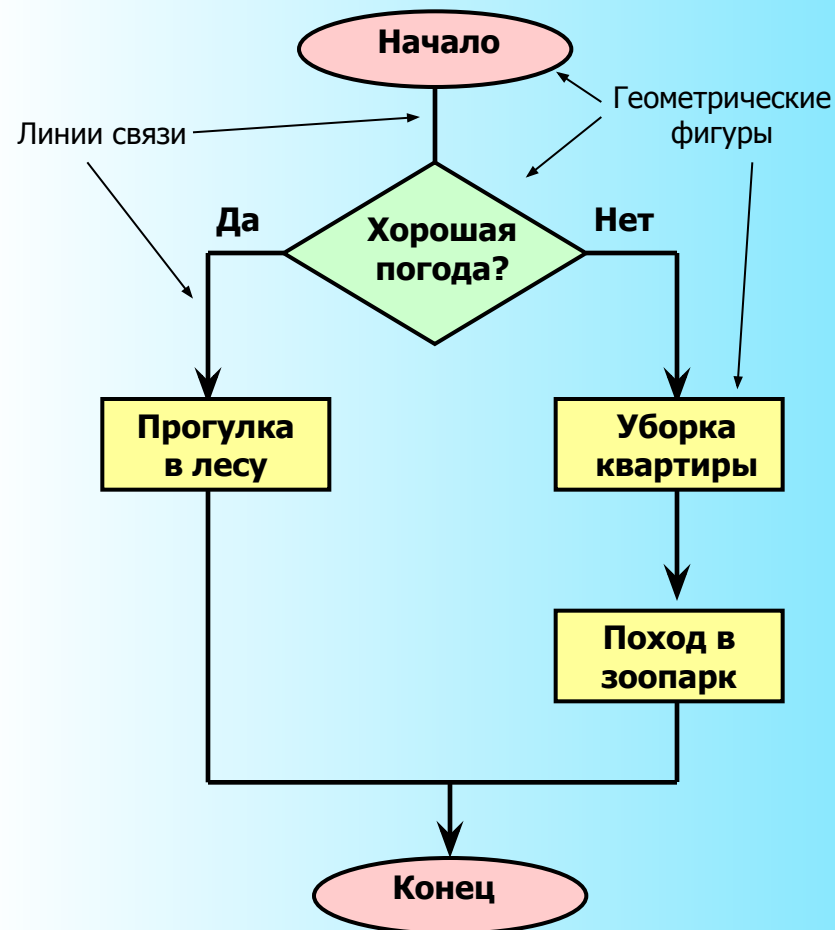 Начало
Геометрические
фигуры
Линии связи
Да
Хорошая
погода?
Нет
Прогулка
в лесу
Уборка
квартиры
Поход в
зоопарк
Конец